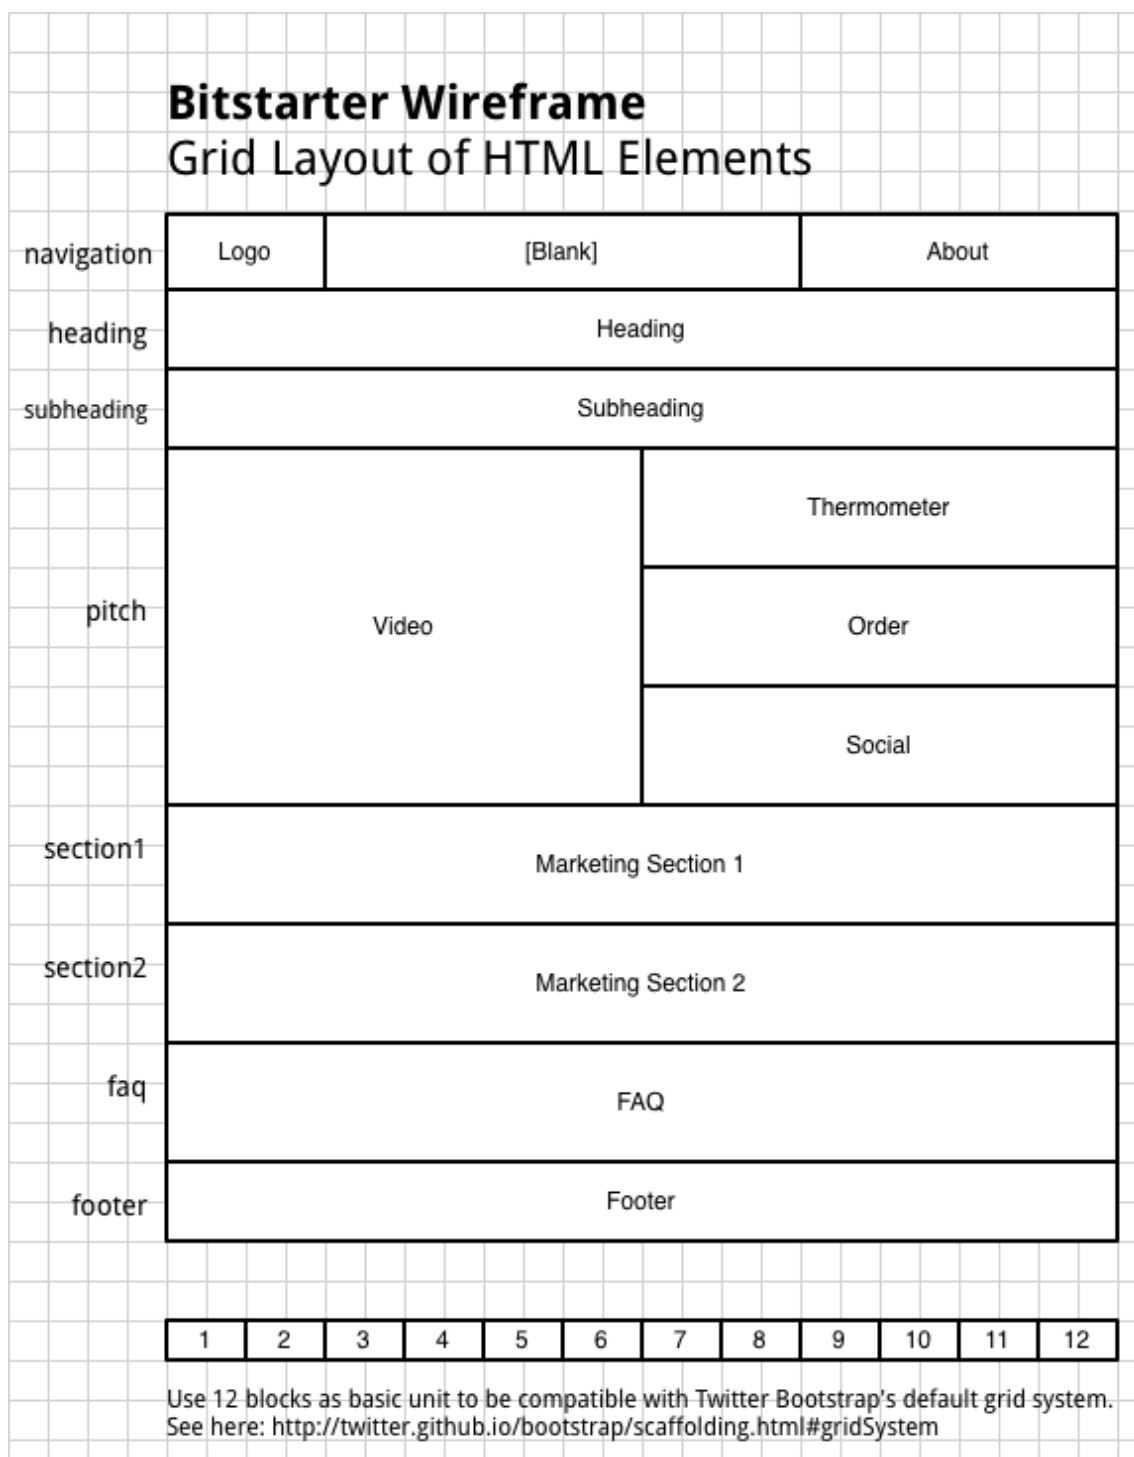 Bitstarter Wireframe
Grid Layout of HTML Elements
navigation
Logo
[Blank]
About
heading
Heading
subheading
Subheading
pitch
Video
Thermometer
Order
Social
section1
Marketing Section 1
section2
Marketing Section 2
faq
FAQ
footer
Footer
1 2 3 4 5 6 7 8 9 10 11 12
Use 12 blocks as basic unit to be compatible with Twitter Bootstrap's default grid system.
See here: http://twitter.github.io/bootstrap/scaffolding.html#gridSystem